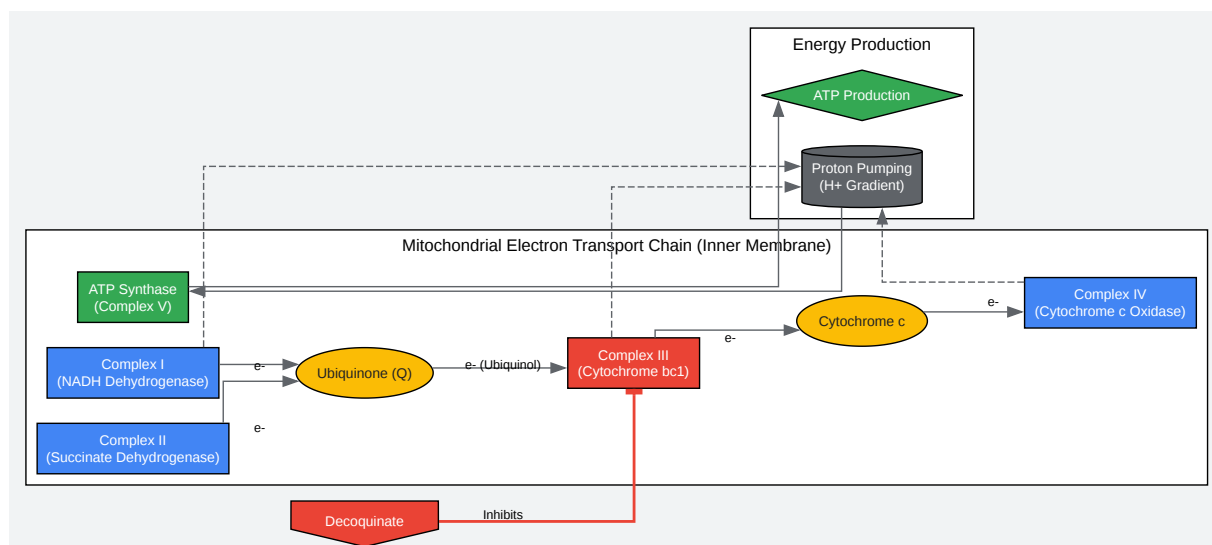 Energy Production
ATP Production
Proton Pumping
(H+ Gradient)
Mitochondrial Electron Transport Chain (Inner Membrane)
ATP Synthase
(Complex V)
Complex IV
(Cytochrome c Oxidase)
Cytochrome c
e-
e-
Complex I
(NADH Dehydrogenase)
e-
Ubiquinone (Q)
e- (Ubiquinol)
Complex III
(Cytochrome bc1)
Complex II
(Succinate Dehydrogenase)
e-
Decoquinate
Inhibits